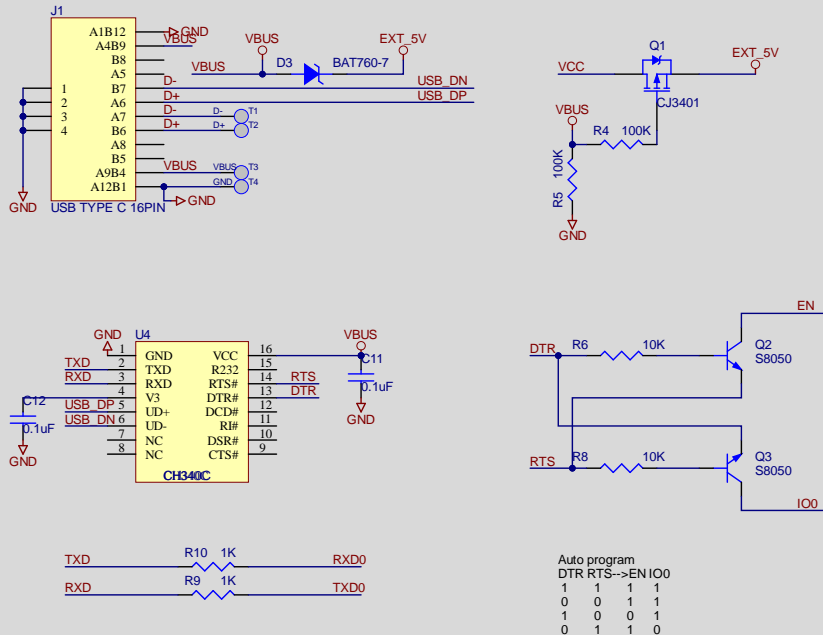 J1
A1B12
GND
A4B9
VBUS
B8
A5
1
B7
D-
2
A6
D+
3
A7
D-
4
B6
D+
A8
B5
A9B4
VBUS
A12B1
GND
GND
USB TYPE C 16PIN
D- T1
D+ T2
VBUS T3
GND T4
VBUS
VBUS
D3
BAT760-7
EXT_5V
USB_DN
USB_DP
Q1
VCC
EXT_5V
CJ3401
VBUS
R4 100K
100K
R5
GND
U4
GND
VBUS
1 GND VCC 16
TXD 2 TXD R232 15
RXD 3 RXD RTS# 14 RTS
4 V3 DTR# 13 DTR
USB_DP 5 UD+ DCD# 12
USB_DN 6 UD- RI# 11
7 NC DSR# 10
8 NC CTS# 9
CH340C
C12
0.1uF
GND
C11
0.1uF
GND
EN
DTR
R6 10K
Q2
S8050
RTS
R8 10K
Q3
S8050
IO0
TXD R10 1K RXD0
RXD R9 1K TXD0
Auto program
DTR RTS-->EN IO0
1 1 1 1
0 0 1 1
1 0 0 1
0 1 1 0